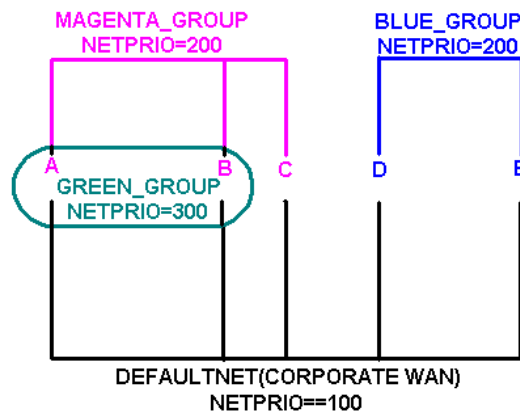 MAGENTA_GROUP
NETPRIO=200
BLUE_GROUP
NETPRIO=200
A
B
C
D
E
GREEN_GROUP
NETPRIO=300
DEFAULTNET(CORPORATE WAN)
NETPRIO==100